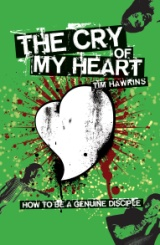 THE CRY
OF
MY HEART
TIM HAWKINS
HOW TO BE A GENUINE DISCIPLE